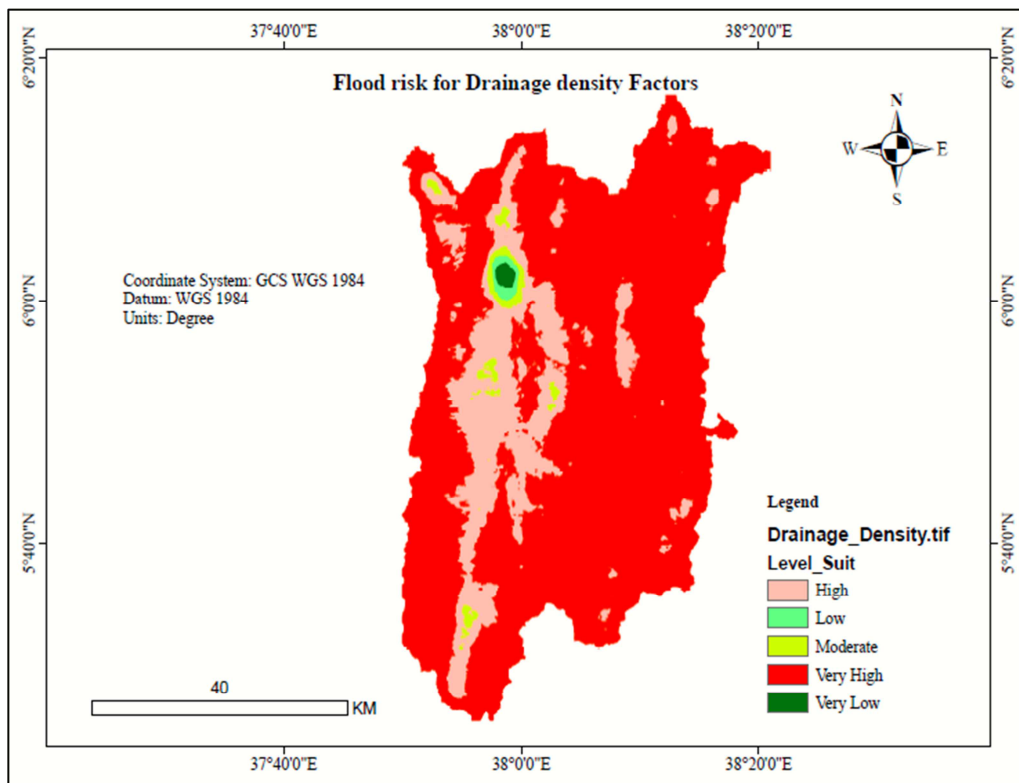 37°40'0"E 38°0'0"E 38°20'0"E
6°20'0"N 6°20'0"N
Flood risk for Drainage density Factors
N
W E
S
Coordinate System: GCS WGS 1984
Datum: WGS 1984
Units: Degree
6°0'0"N 6°0'0"N
Legend
Drainage_Density.tif
Level_Suit
High
Low
Moderate
Very High
Very Low
5°40'0"N 5°40'0"N
40
KM
37°40'0"E 38°0'0"E 38°20'0"E